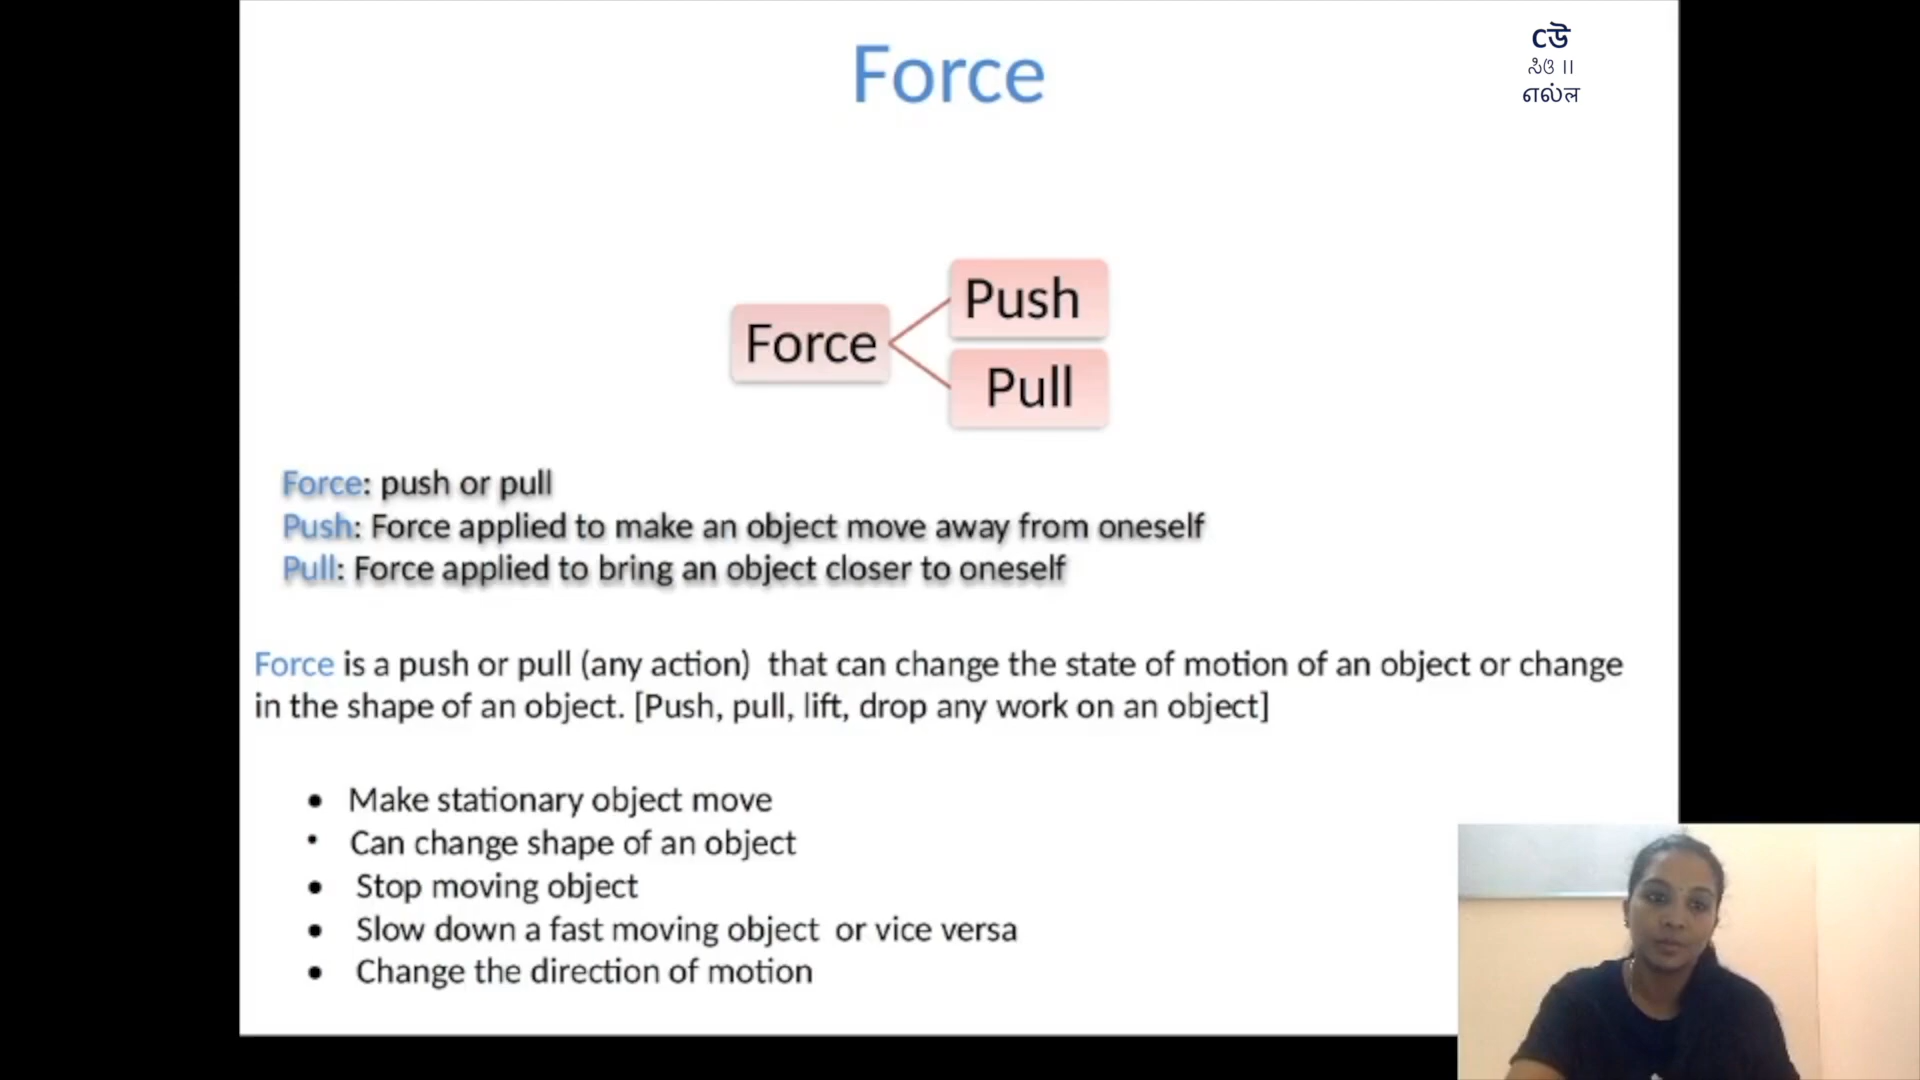 Force
Cউ
ಸಿა II
எல்ல
Force
Push
Pull
Force: push or pull
Push: Force applied to make an object move away from oneself
Pull: Force applied to bring an object closer to oneself
Force is a push or pull (any action) that can change the state of motion of an object or change
in the shape of an object. [Push, pull, lift, drop any work on an object]
• Make stationary object move
• Can change shape of an object
• Stop moving object
• Slow down a fast moving object or vice versa
• Change the direction of motion